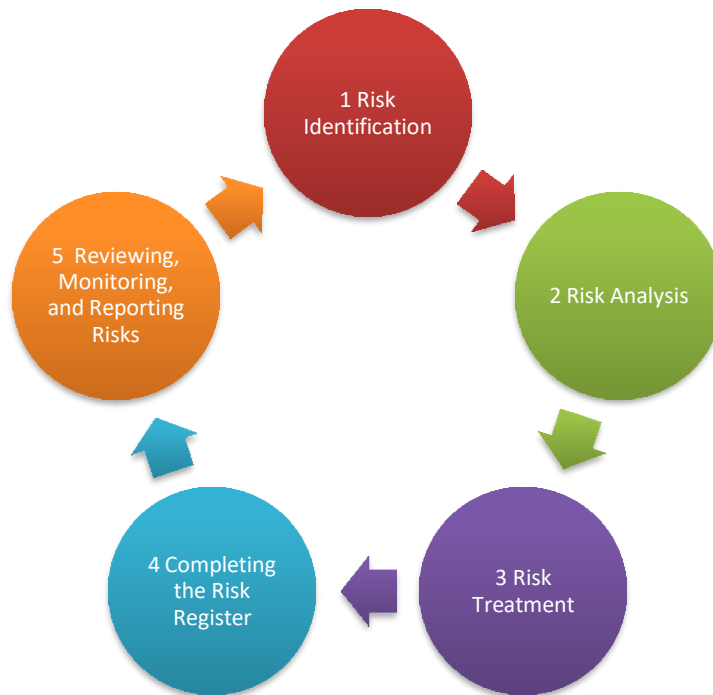 1 Risk
Identification
2 Risk Analysis
3 Risk
Treatment
4 Completing
the Risk
Register
5  Reviewing,
Monitoring,
and Reporting
Risks